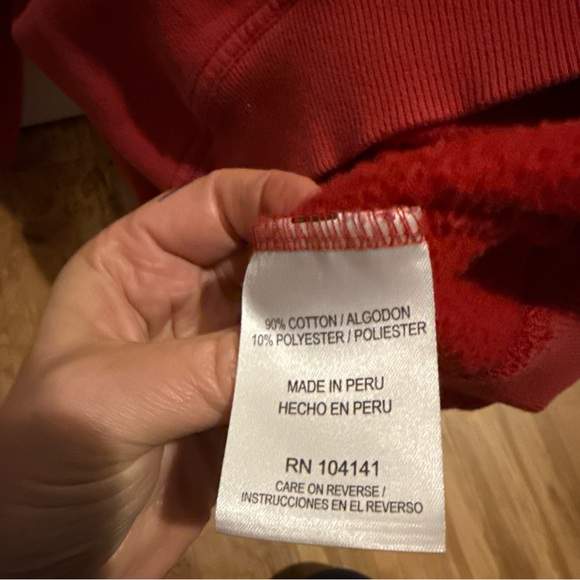 90% COTTON / ALGODON
10% POLYESTER / POLIESTER
MADE IN PERU
HECHO EN PERU
RN 104141
CARE ON REVERSE /
INSTRUCCIONES EN EL REVERSO